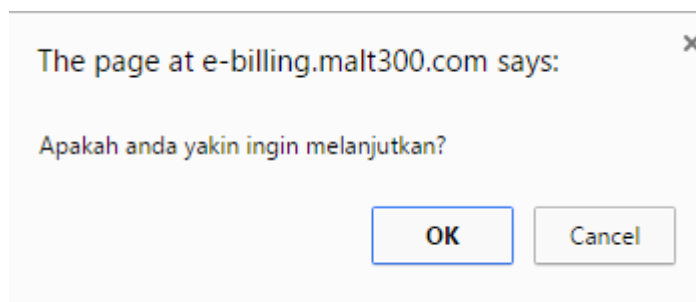 The page at e-billing.malt300.com says:
Apakah anda yakin ingin melanjutkan?
OK
Cancel